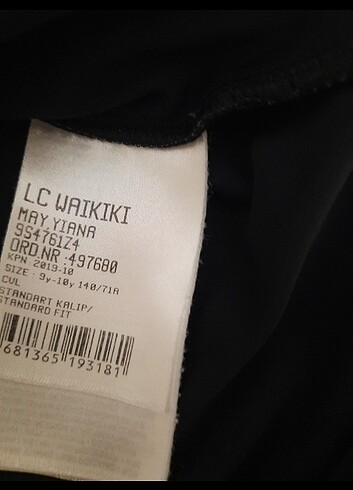 LC WAIKIKI
MAY.YIANA
9S4761Z4
ORD NR :497680
KPN :2019-10
SIZE : 9y-10y 140/71A
CVL
STANDART KALIP/
STANDARD FIT
681365 193181